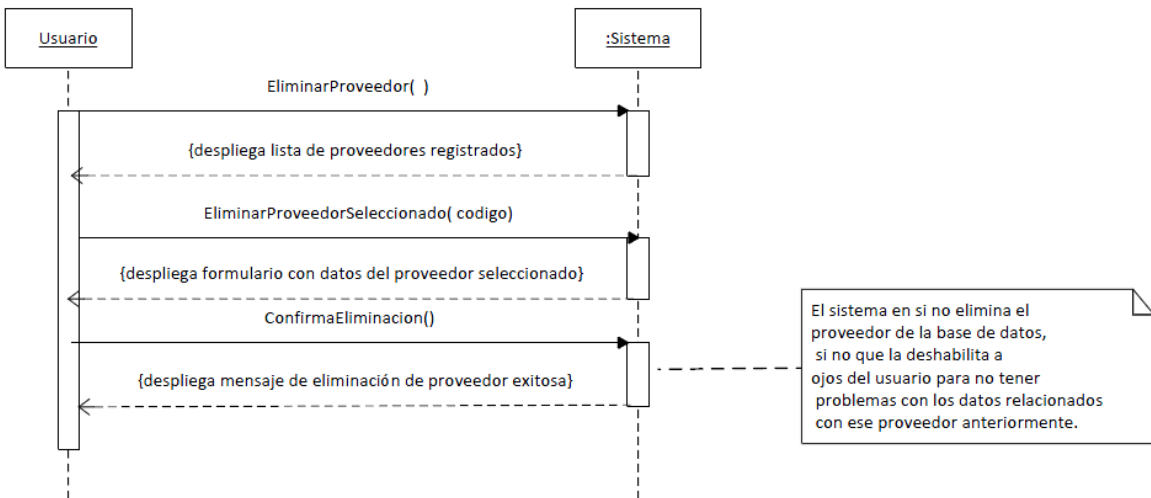 Usuario
:Sistema
EliminarProveedor( )
{despliega lista de proveedores registrados}
EliminarProveedorSeleccionado( codigo)
{despliega formulario con datos del proveedor seleccionado}
ConfirmaEliminacion()
{despliega mensaje de eliminación de proveedor exitosa}
El sistema en si no elimina el
proveedor de la base de datos,
si no que la deshabilita a
ojos del usuario para no tener
problemas con los datos relacionados
con ese proveedor anteriormente.